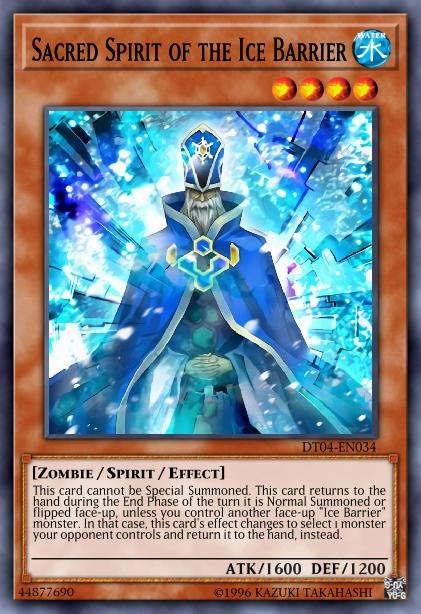 SACRED SPIRIT OF THE ICE BARRIER
WATER
水
DT04-EN034
[ZOMBIE / SPIRIT / EFFECT]
This card cannot be Special Summoned. This card returns to the
hand during the End Phase of the turn it is Normal Summoned or
flipped face-up, unless you control another face-up "Ice Barrier"
monster. In that case, this card's effect changes to select 1 monster
your opponent controls and return it to the hand, instead.
ATK/1600 DEF/1200
44877690
©1996 KAZUKI TAKAHASHI